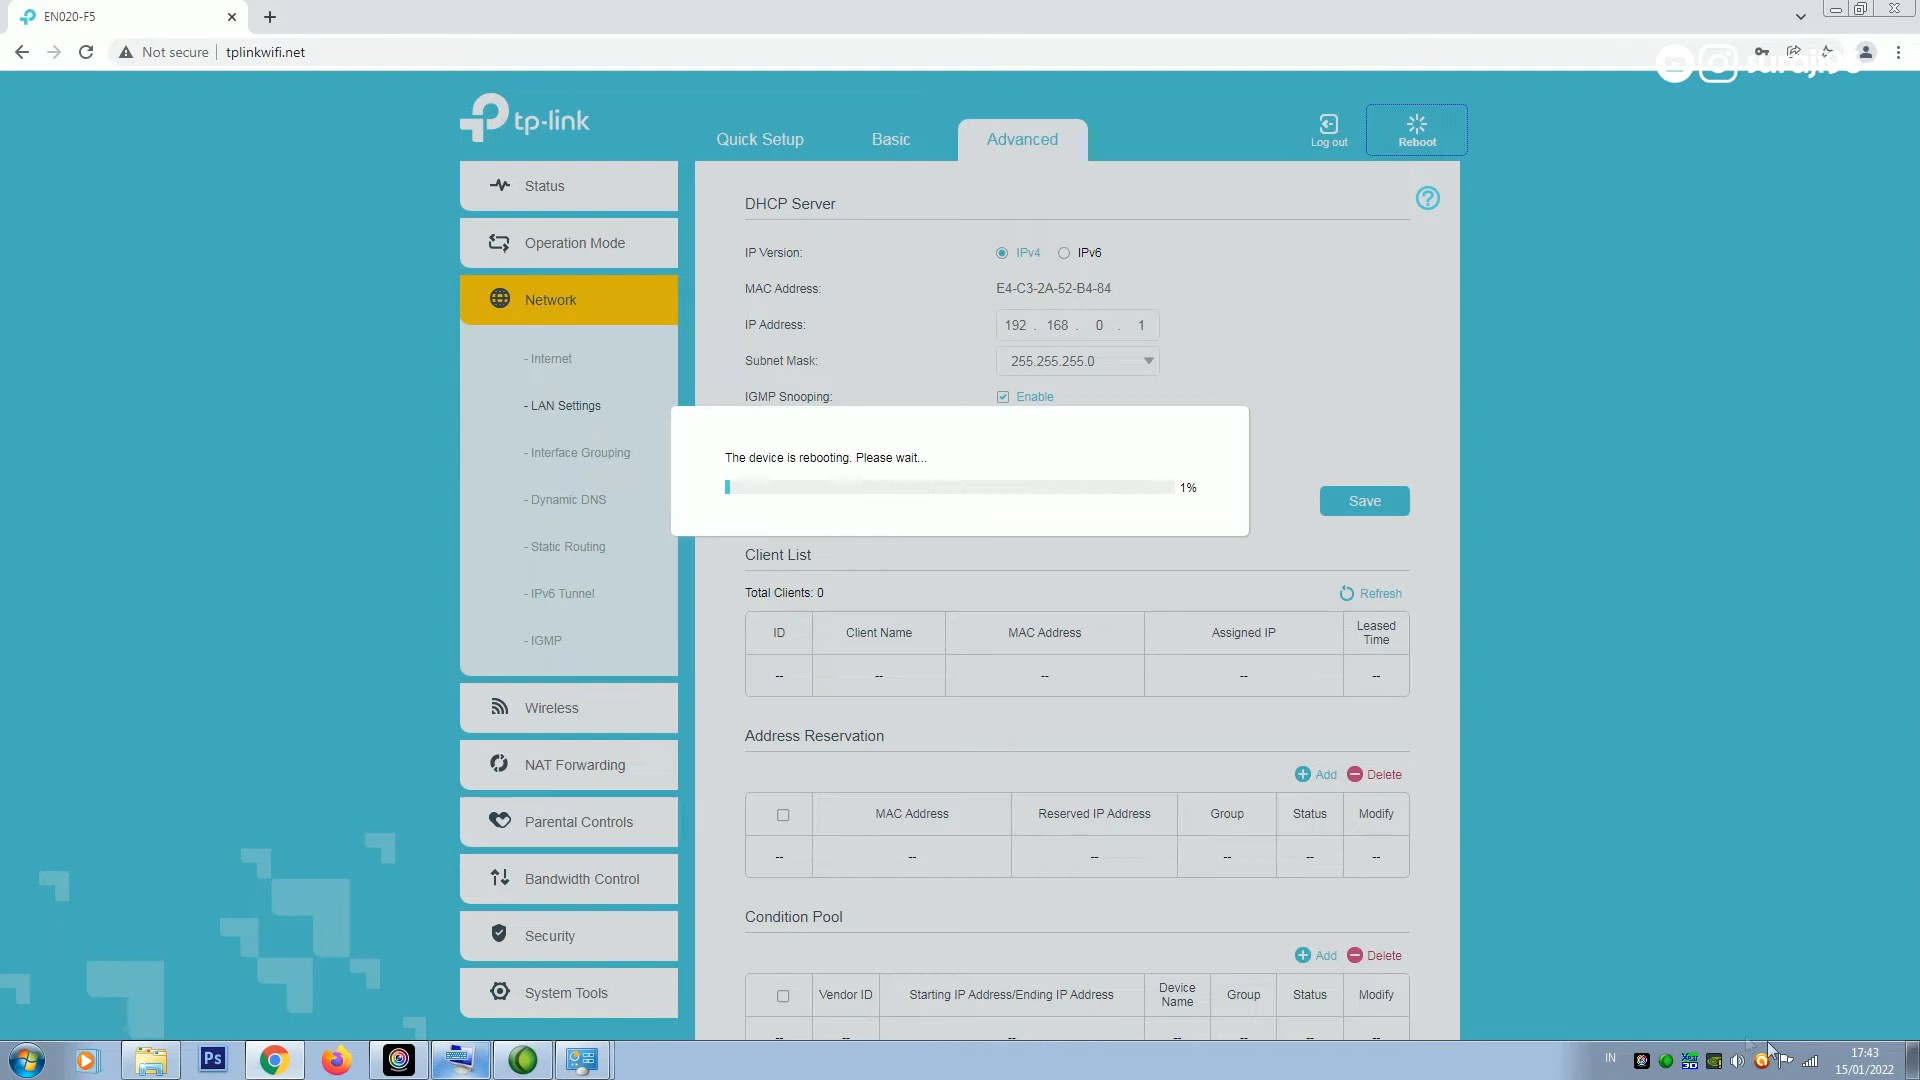 EN020-F5
Not secure
tplinkwifi.net
tp-link
Quick Setup
Basic
Advanced
Log out
Reboot
Status
Operation Mode
Network
- Internet
- LAN Settings
- Interface Grouping
- Dynamic DNS
- Static Routing
- IPv6 Tunnel
- IGMP
Wireless
NAT Forwarding
Parental Controls
Bandwidth Control
Security
System Tools
DHCP Server
?
IP Version: IPv4 IPv6
MAC Address: E4-C3-2A-52-B4-84
IP Address: 192 . 168 . 0 . 1
Subnet Mask: 255.255.255.0
IGMP Snooping: Enable
The device is rebooting. Please wait...
1%
Save
Client List
Total Clients: 0
Refresh
ID Client Name MAC Address Assigned IP Leased Time
-- -- -- -- --
Address Reservation
Add Delete
MAC Address Reserved IP Address Group Status Modify
-- -- -- -- -- --
Condition Pool
Add Delete
Vendor ID Starting IP Address/Ending IP Address Device Name Group Status Modify
-- -- -- -- -- -- --
Ps
IN
17:43
15/01/2022